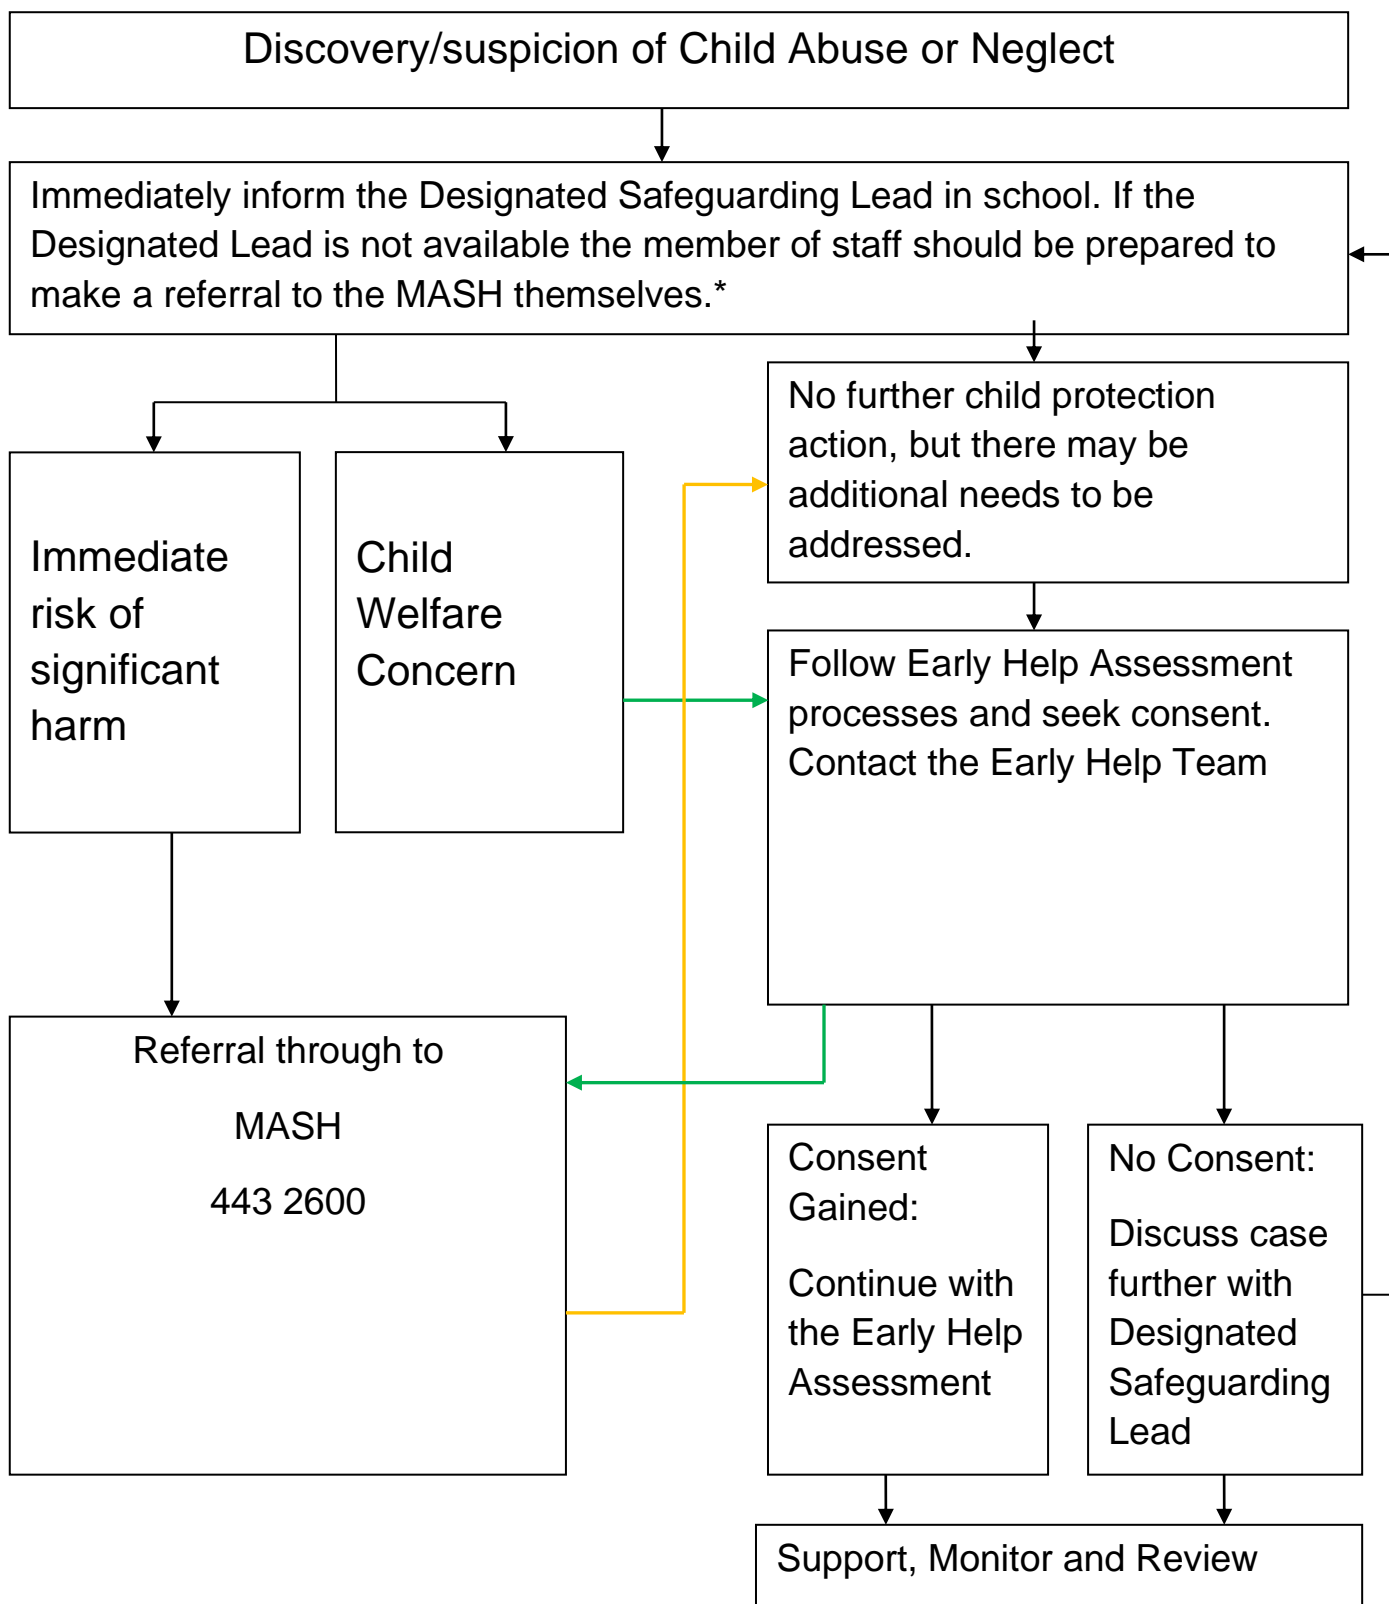 Discovery/suspicion of Child Abuse or Neglect
Immediately inform the Designated Safeguarding Lead in school. If the
Designated Lead is not available the member of staff should be prepared to
make a referral to the MASH themselves.*
No further child protection
action, but there may be
additional needs to be
addressed.
Immediate
risk of
significant
harm
Child
Welfare
Concern
Follow Early Help Assessment
processes and seek consent.
Contact the Early Help Team
Referral through to
MASH
443 2600
Consent
Gained:
Continue with
the Early Help
Assessment
No Consent:
Discuss case
further with
Designated
Safeguarding
Lead
Support, Monitor and Review